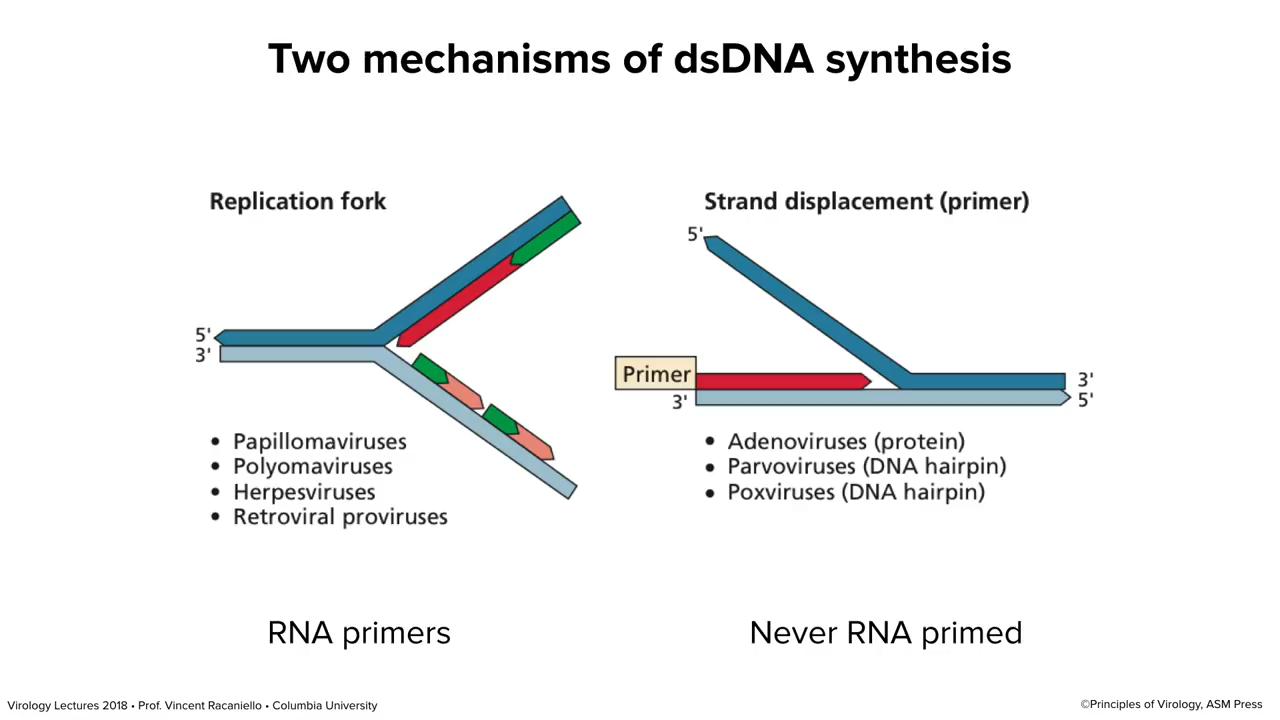 Two mechanisms of dsDNA synthesis
Replication fork
5'
3'
• Papillomaviruses
• Polyomaviruses
• Herpesviruses
• Retroviral proviruses
RNA primers
Strand displacement (primer)
5'
Primer
3'
3'
5'
• Adenoviruses (protein)
• Parvoviruses (DNA hairpin)
• Poxviruses (DNA hairpin)
Never RNA primed
Virology Lectures 2018 • Prof. Vincent Racaniello • Columbia University
©Principles of Virology, ASM Press